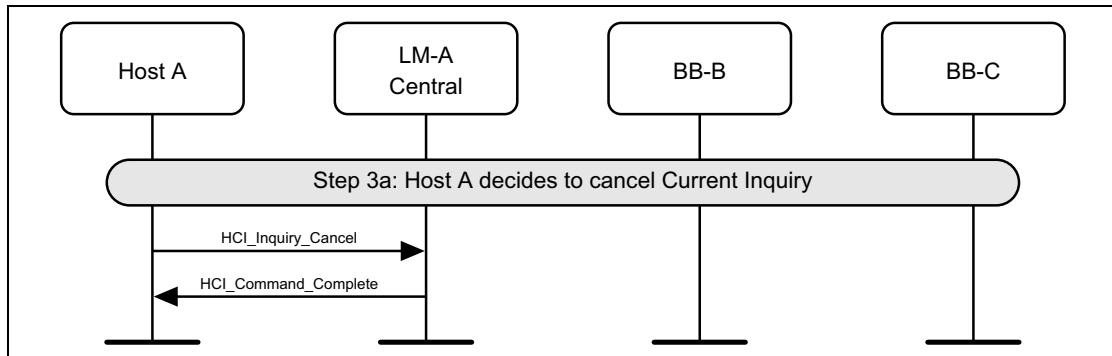 Host A
LM-A
Central
BB-B
BB-C
Step 3a: Host A decides to cancel Current Inquiry
HCI_Inquiry_Cancel
HCI_Command_Complete